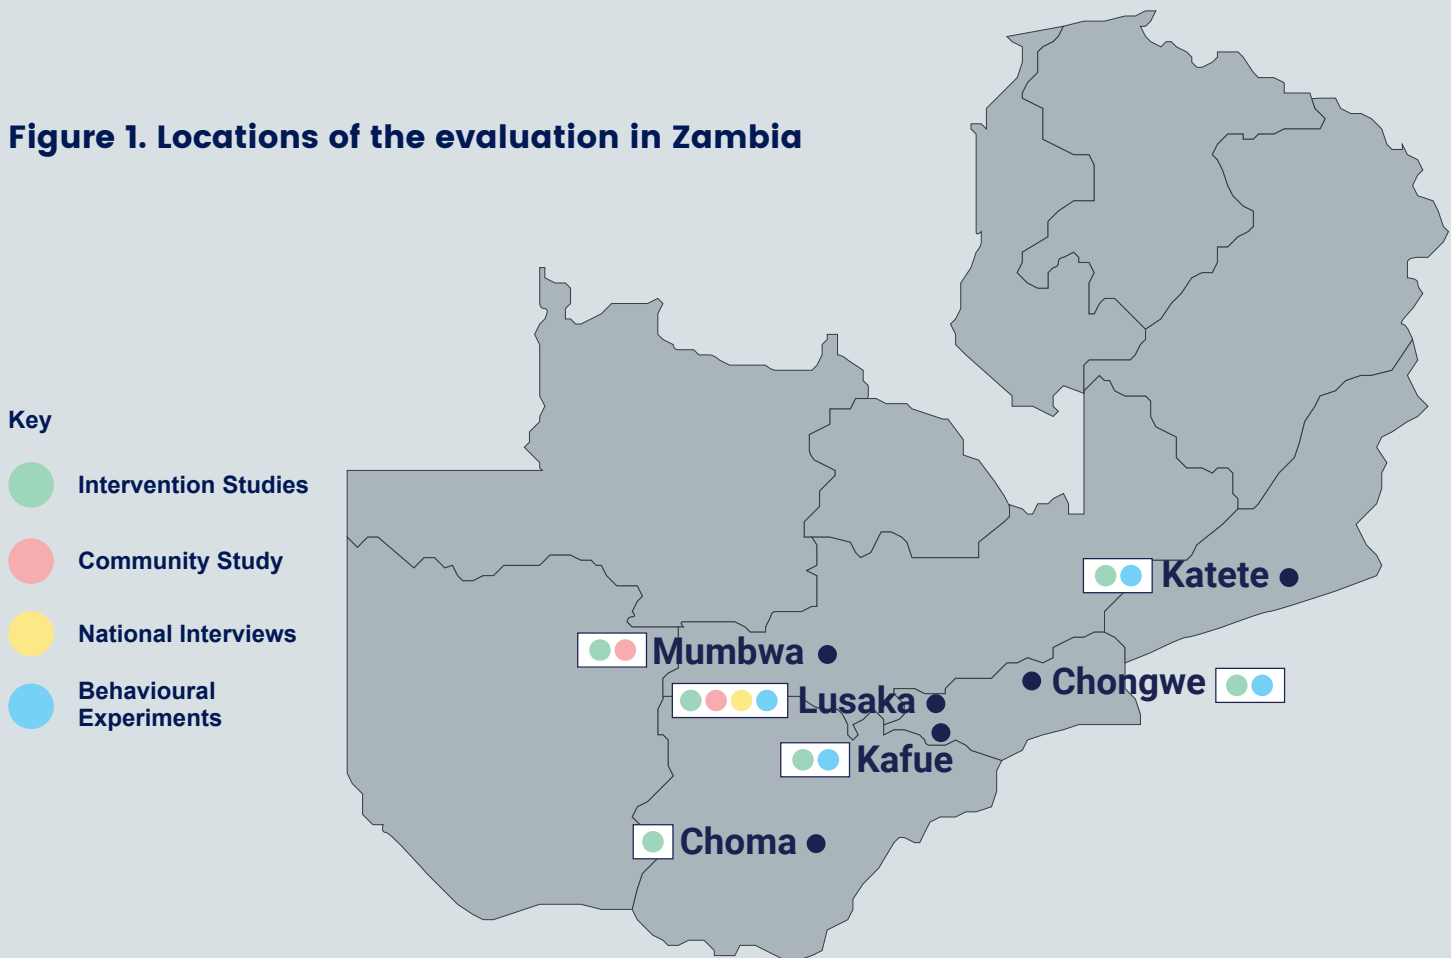 Figure 1. Locations of the evaluation in Zambia
Key
Intervention Studies
Community Study
National Interviews
Behavioural
Experiments
Katete
Mumbwa
Chongwe
Lusaka
Kafue
Choma